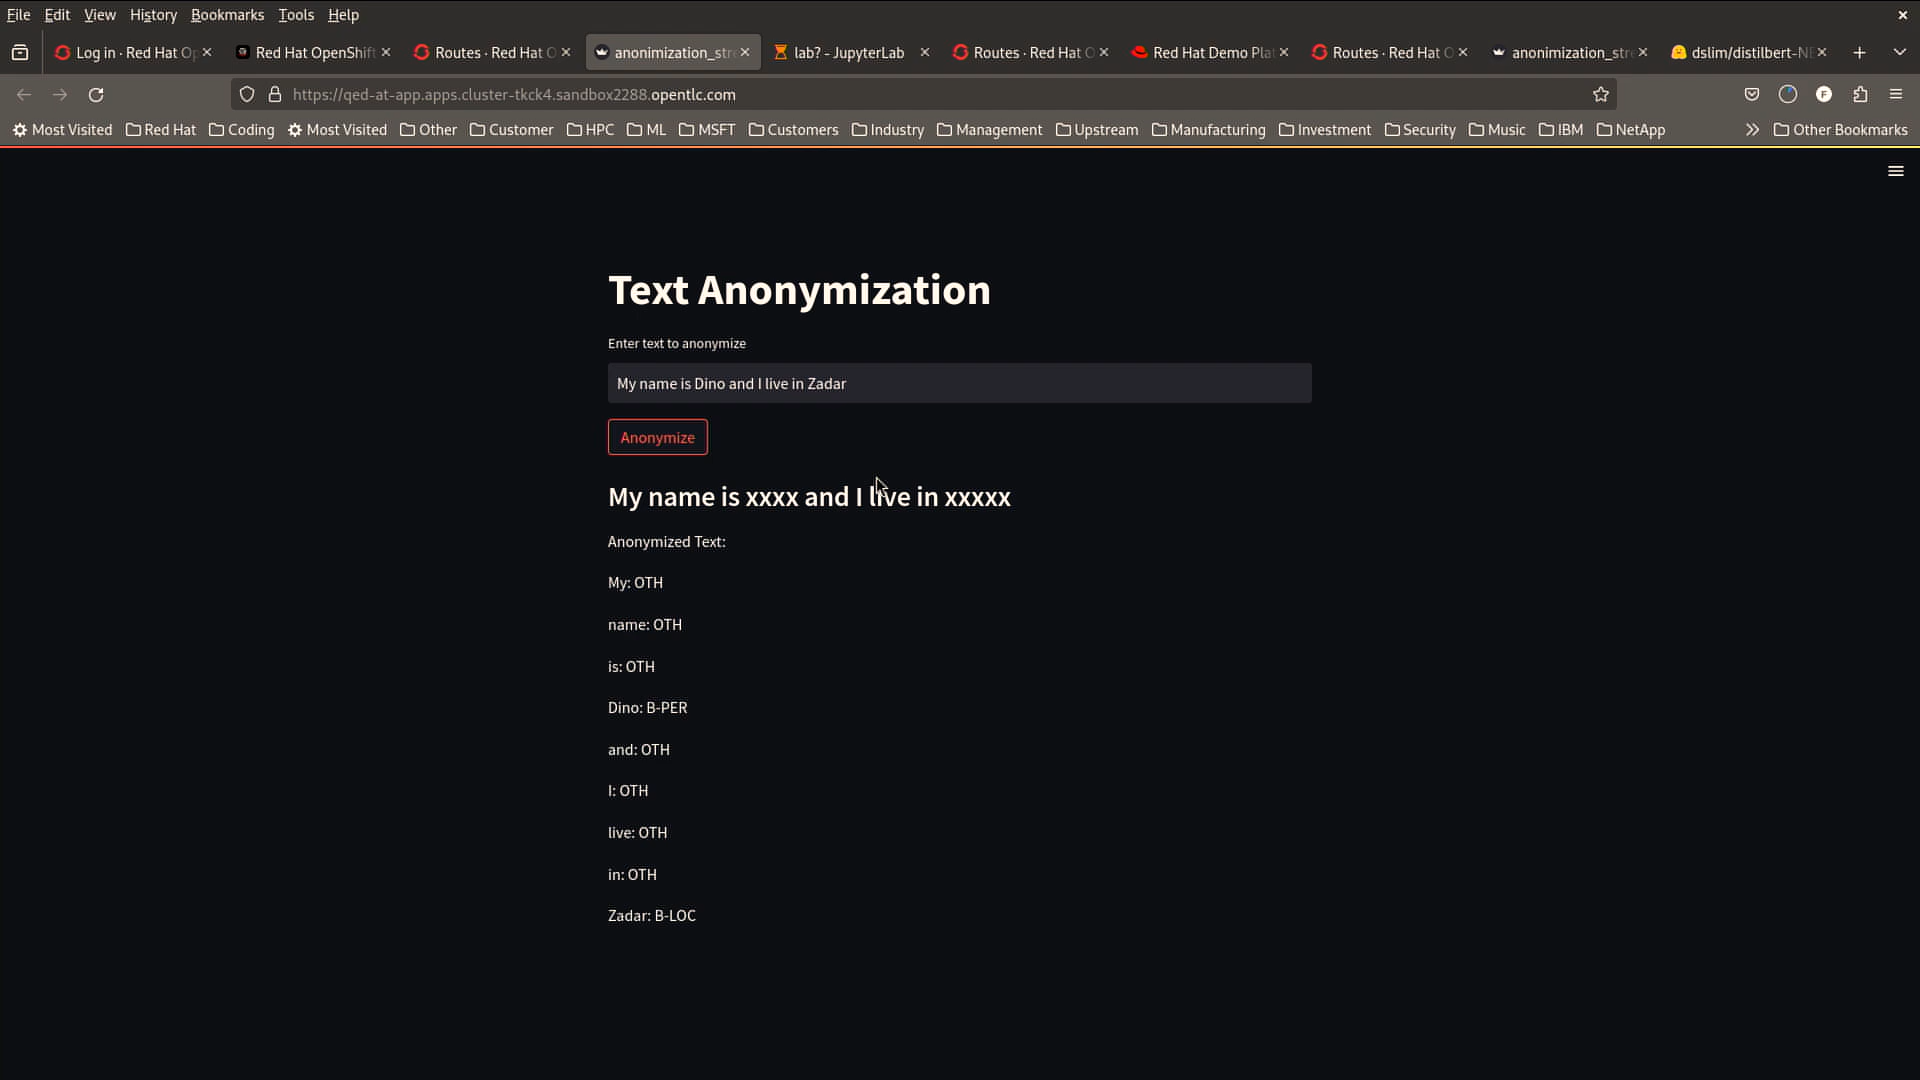 File Edit View History Bookmarks Tools Help
Log in · Red Hat Op Red Hat OpenShift Routes · Red Hat O anonimization_stre lab? - JupyterLab Routes · Red Hat O Red Hat Demo Plat Routes · Red Hat O anonimization_stre dslim/distilbert-NE
https://qed-at-app.apps.cluster-tkck4.sandbox2288.opentlc.com
F
Most Visited Red Hat Coding Most Visited Other Customer HPC ML MSFT Customers Industry Management Upstream Manufacturing Investment Security Music IBM NetApp Other Bookmarks
Text Anonymization
Enter text to anonymize
My name is Dino and I live in Zadar
Anonymize
My name is xxxx and I live in xxxxx
Anonymized Text:
My: OTH
name: OTH
is: OTH
Dino: B-PER
and: OTH
I: OTH
live: OTH
in: OTH
Zadar: B-LOC